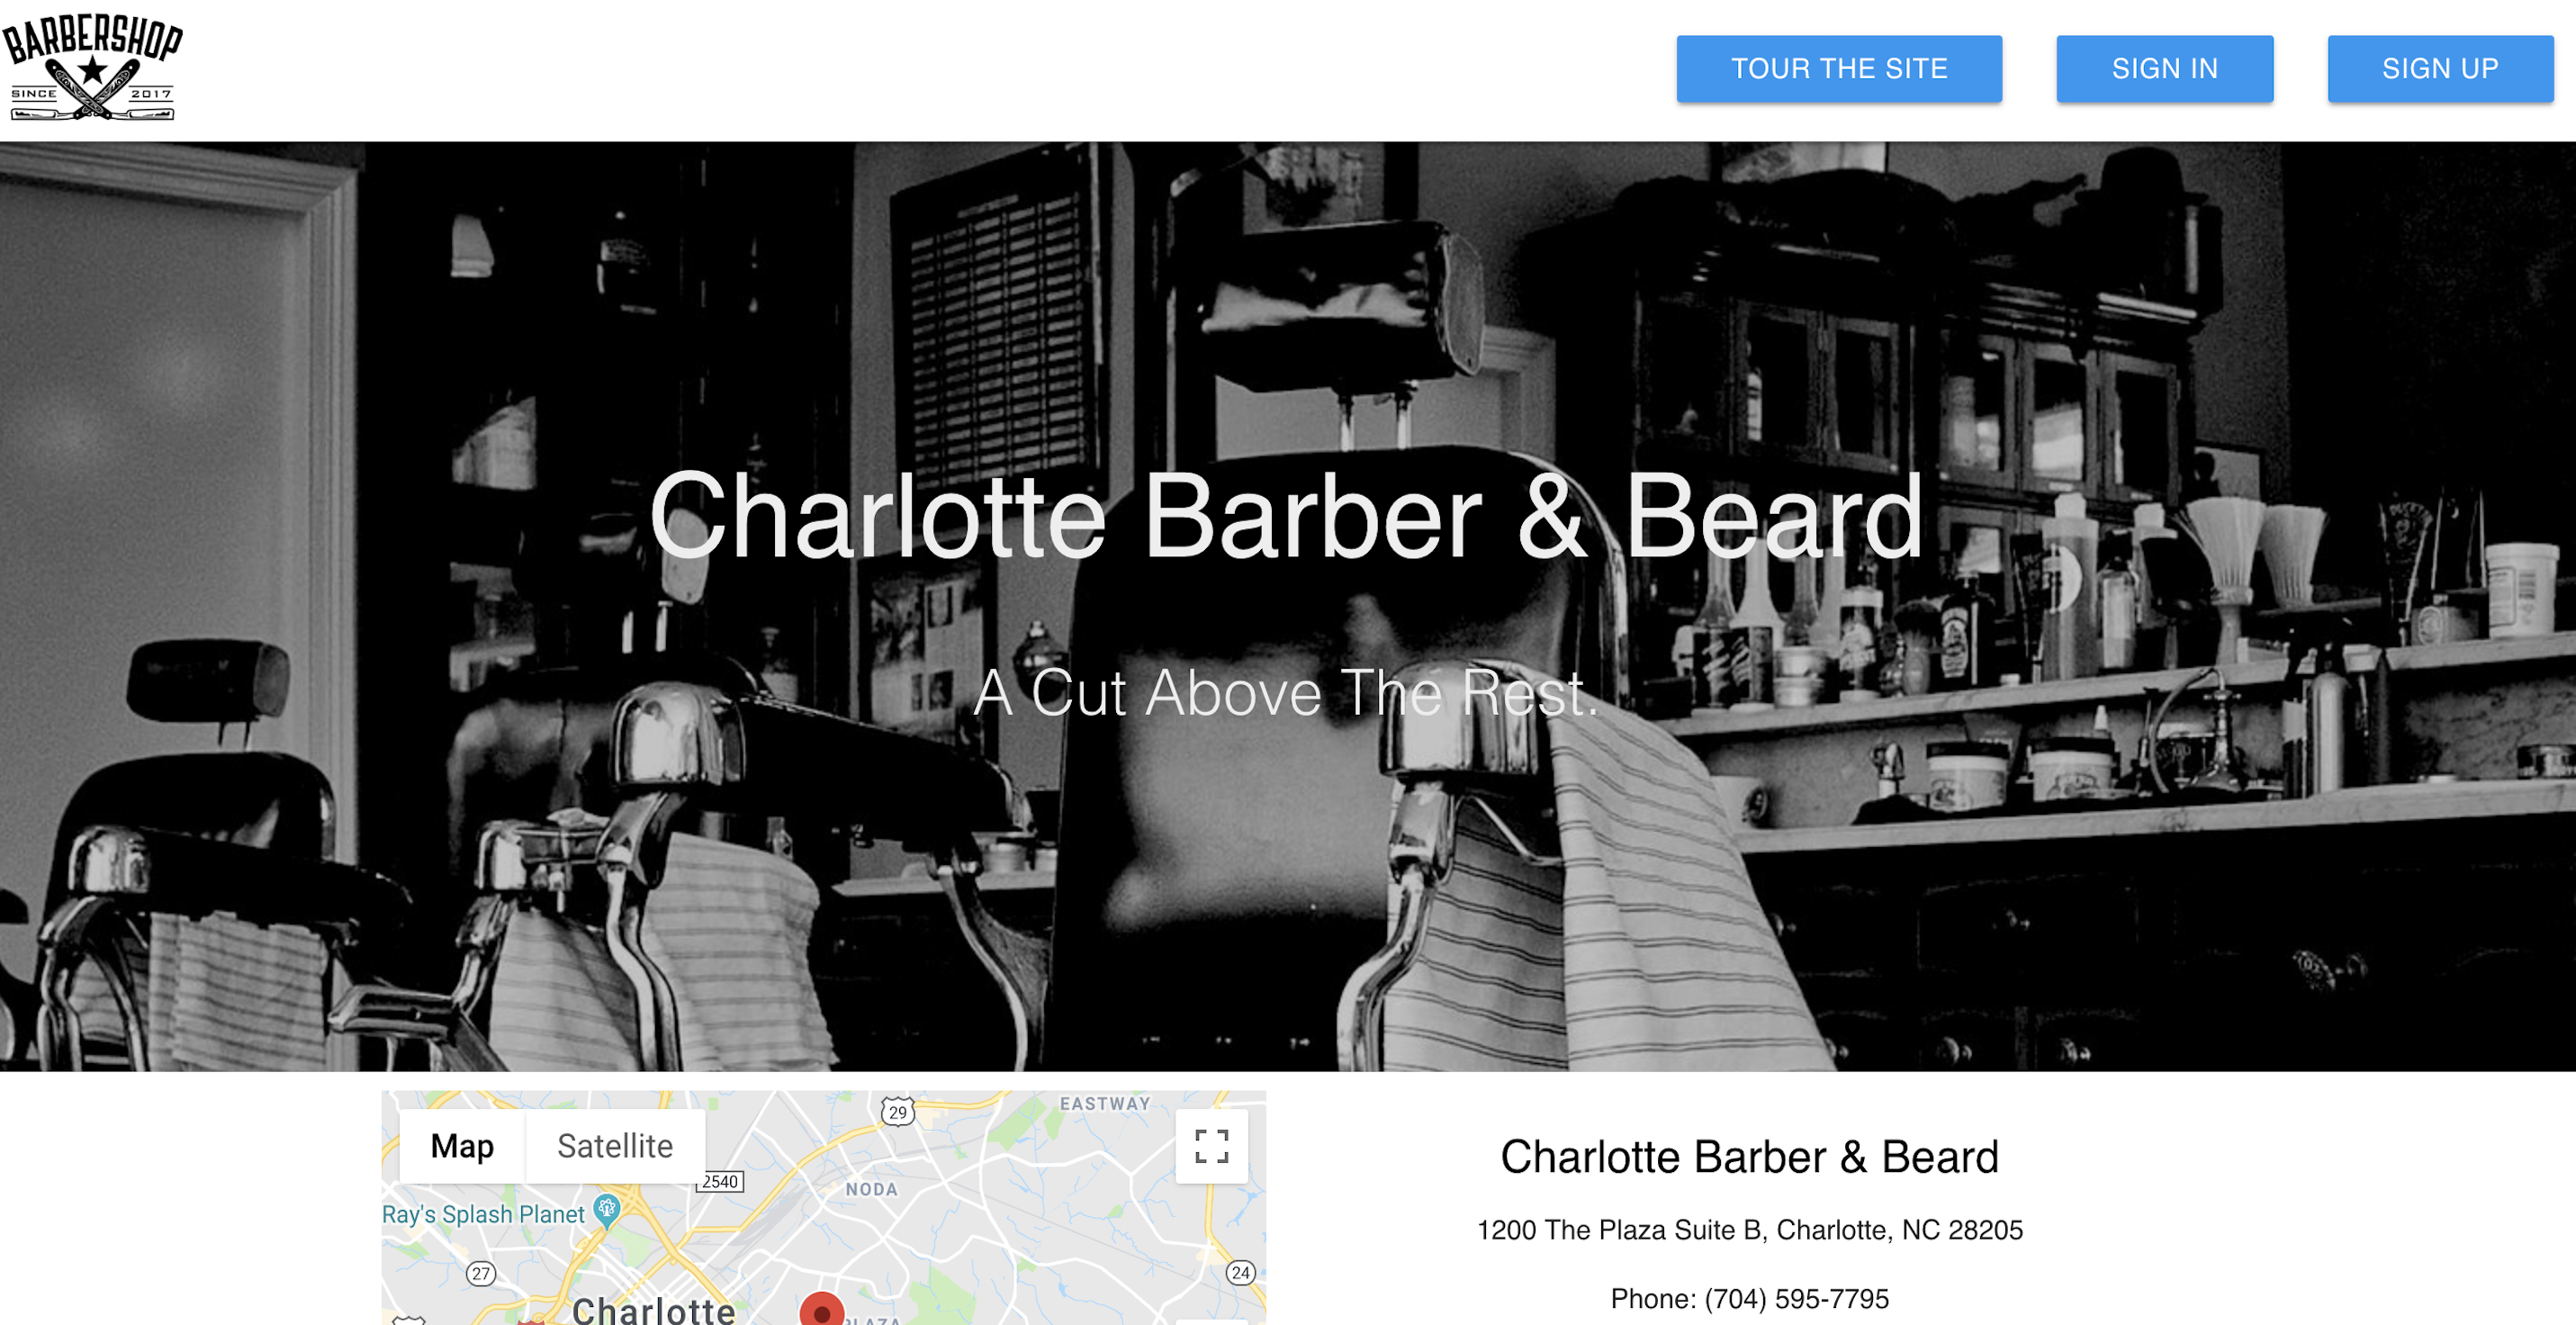 BARBERSHOP
SINCE 2017
TOUR THE SITE
SIGN IN
SIGN UP
Charlotte Barber & Beard
A Cut Above The Rest.
Map
Satellite
29
EASTWAY
2540
NODA
Ray's Splash Planet
27
24
Charlotte
PLAZA
Charlotte Barber & Beard
1200 The Plaza Suite B, Charlotte, NC 28205
Phone: (704) 595-7795